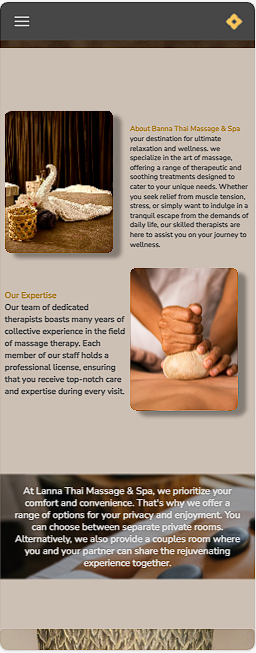 About Banna Thai Massage & Spa
your destination for ultimate
relaxation and wellness. we
specialize in the art of massage,
offering a range of therapeutic and
soothing treatments designed to
cater to your unique needs. Whether
you seek relief from muscle tension,
stress, or simply want to indulge in a
tranquil escape from the demands of
daily life, our skilled therapists are
here to assist you on your journey to
wellness.
Our Expertise
Our team of dedicated
therapists boasts many years of
collective experience in the field
of massage therapy. Each
member of our staff holds a
professional license, ensuring
that you receive top-notch care
and expertise during every visit.
At Lanna Thai Massage & Spa, we prioritize your
comfort and convenience. That's why we offer a
range of options for your privacy and enjoyment. You
can choose between separate private rooms.
Alternatively, we also provide a couples room where
you and your partner can share the rejuvenating
experience together.